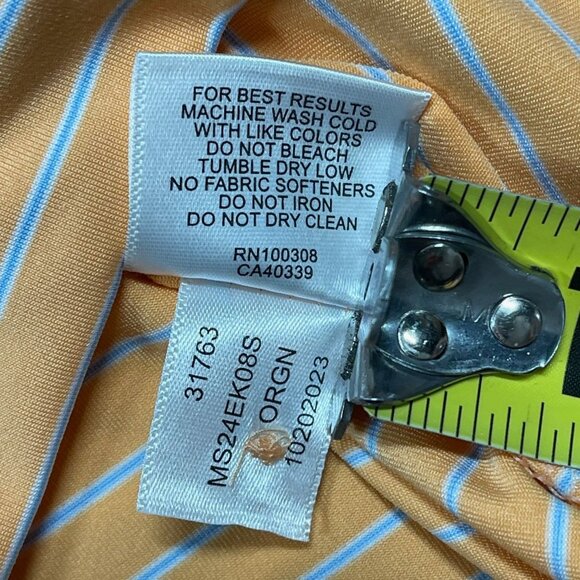 FOR BEST RESULTS
MACHINE WASH COLD
WITH LIKE COLORS
DO NOT BLEACH
TUMBLE DRY LOW
NO FABRIC SOFTENERS
DO NOT IRON
DO NOT DRY CLEAN
RN100308
CA40339
31763
MS24EK08S
ORGN
10202023